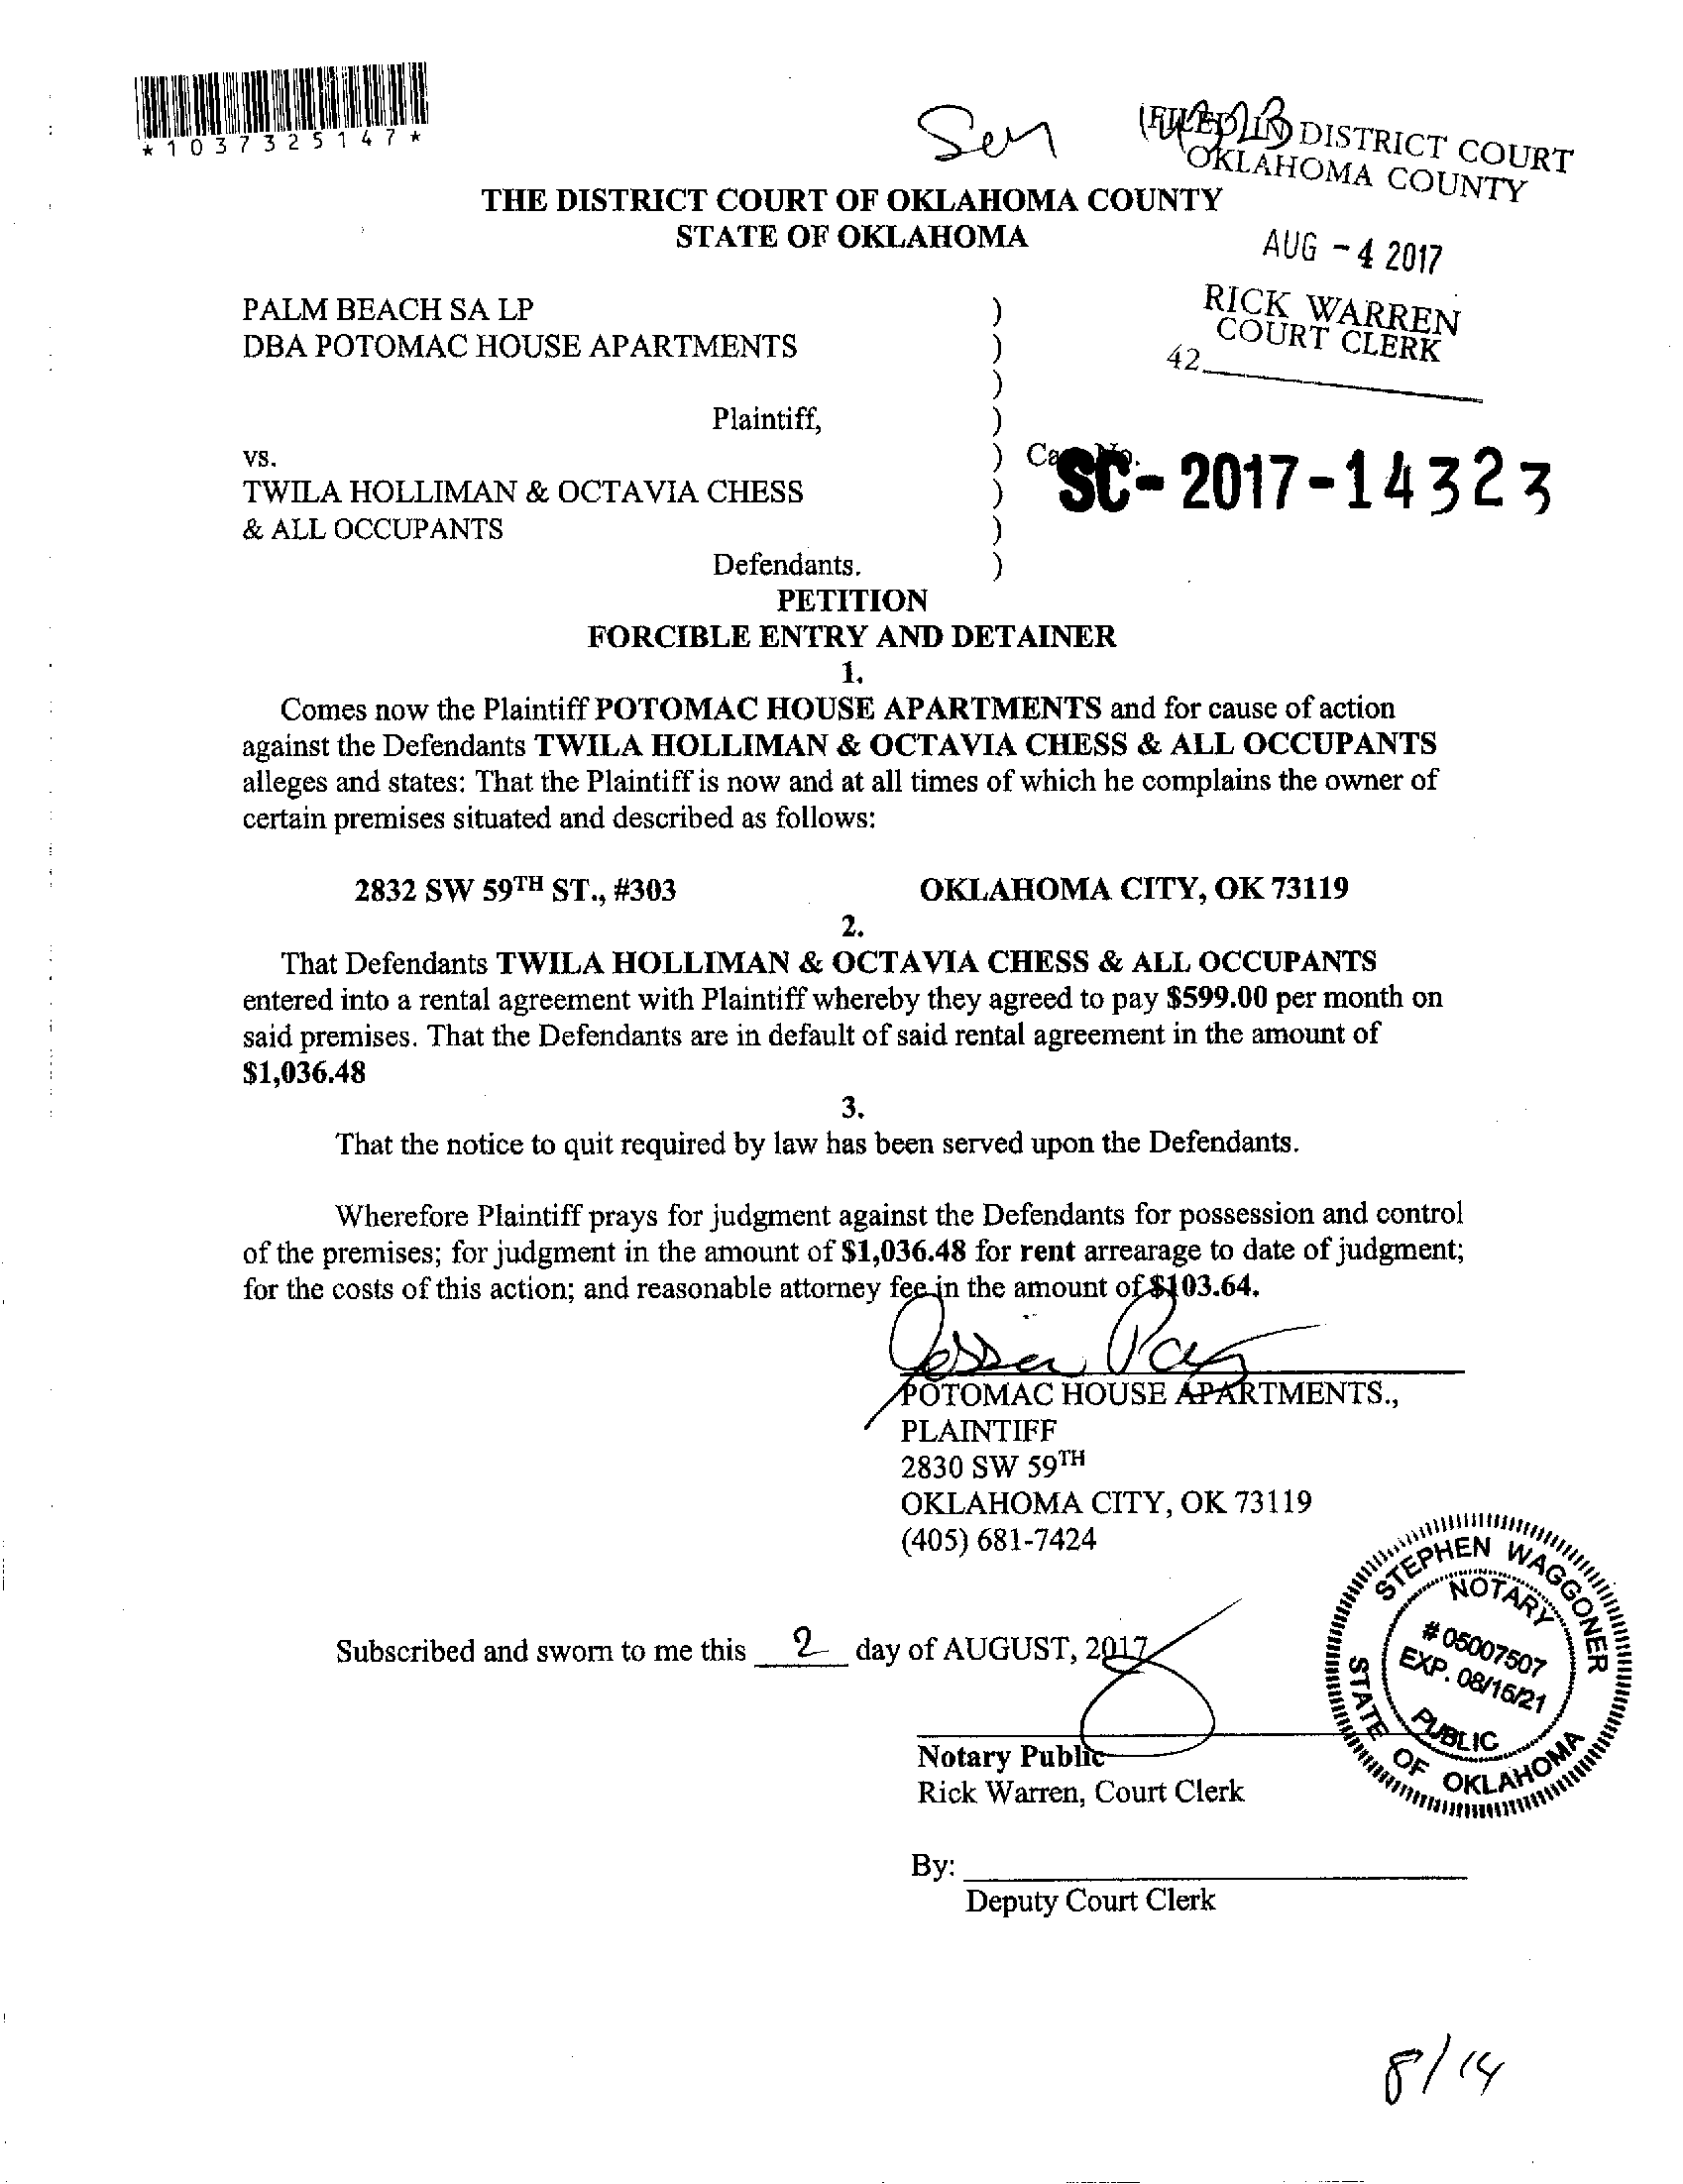 *1037325147*
FILED IN DISTRICT COURT
OKLAHOMA COUNTY
THE DISTRICT COURT OF OKLAHOMA COUNTY
STATE OF OKLAHOMA
AUG - 4 2017
RICK WARREN
COURT CLERK
42
PALM BEACH SA LP )
DBA POTOMAC HOUSE APARTMENTS )
)
Plaintiff, )
vs. ) Case No.
SC-2017-14323
TWILA HOLLIMAN & OCTAVIA CHESS )
& ALL OCCUPANTS )
Defendants. )
PETITION
FORCIBLE ENTRY AND DETAINER
1.
Comes now the Plaintiff POTOMAC HOUSE APARTMENTS and for cause of action
against the Defendants TWILA HOLLIMAN & OCTAVIA CHESS & ALL OCCUPANTS
alleges and states: That the Plaintiff is now and at all times of which he complains the owner of
certain premises situated and described as follows:
2832 SW 59TH ST., #303 OKLAHOMA CITY, OK 73119
2.
That Defendants TWILA HOLLIMAN & OCTAVIA CHESS & ALL OCCUPANTS
entered into a rental agreement with Plaintiff whereby they agreed to pay $599.00 per month on
said premises. That the Defendants are in default of said rental agreement in the amount of
$1,036.48
3.
That the notice to quit required by law has been served upon the Defendants.
Wherefore Plaintiff prays for judgment against the Defendants for possession and control
of the premises; for judgment in the amount of $1,036.48 for rent arrearage to date of judgment;
for the costs of this action; and reasonable attorney fee in the amount of $103.64.
POTOMAC HOUSE APARTMENTS.,
PLAINTIFF
2830 SW 59TH
OKLAHOMA CITY, OK 73119
(405) 681-7424
Subscribed and sworn to me this 2 day of AUGUST, 2017
STEPHEN WAGGONER
NOTARY
# 05007507
EXP. 08/16/21
PUBLIC
STATE OF OKLAHOMA
Notary Public
Rick Warren, Court Clerk
By:
Deputy Court Clerk
8/14